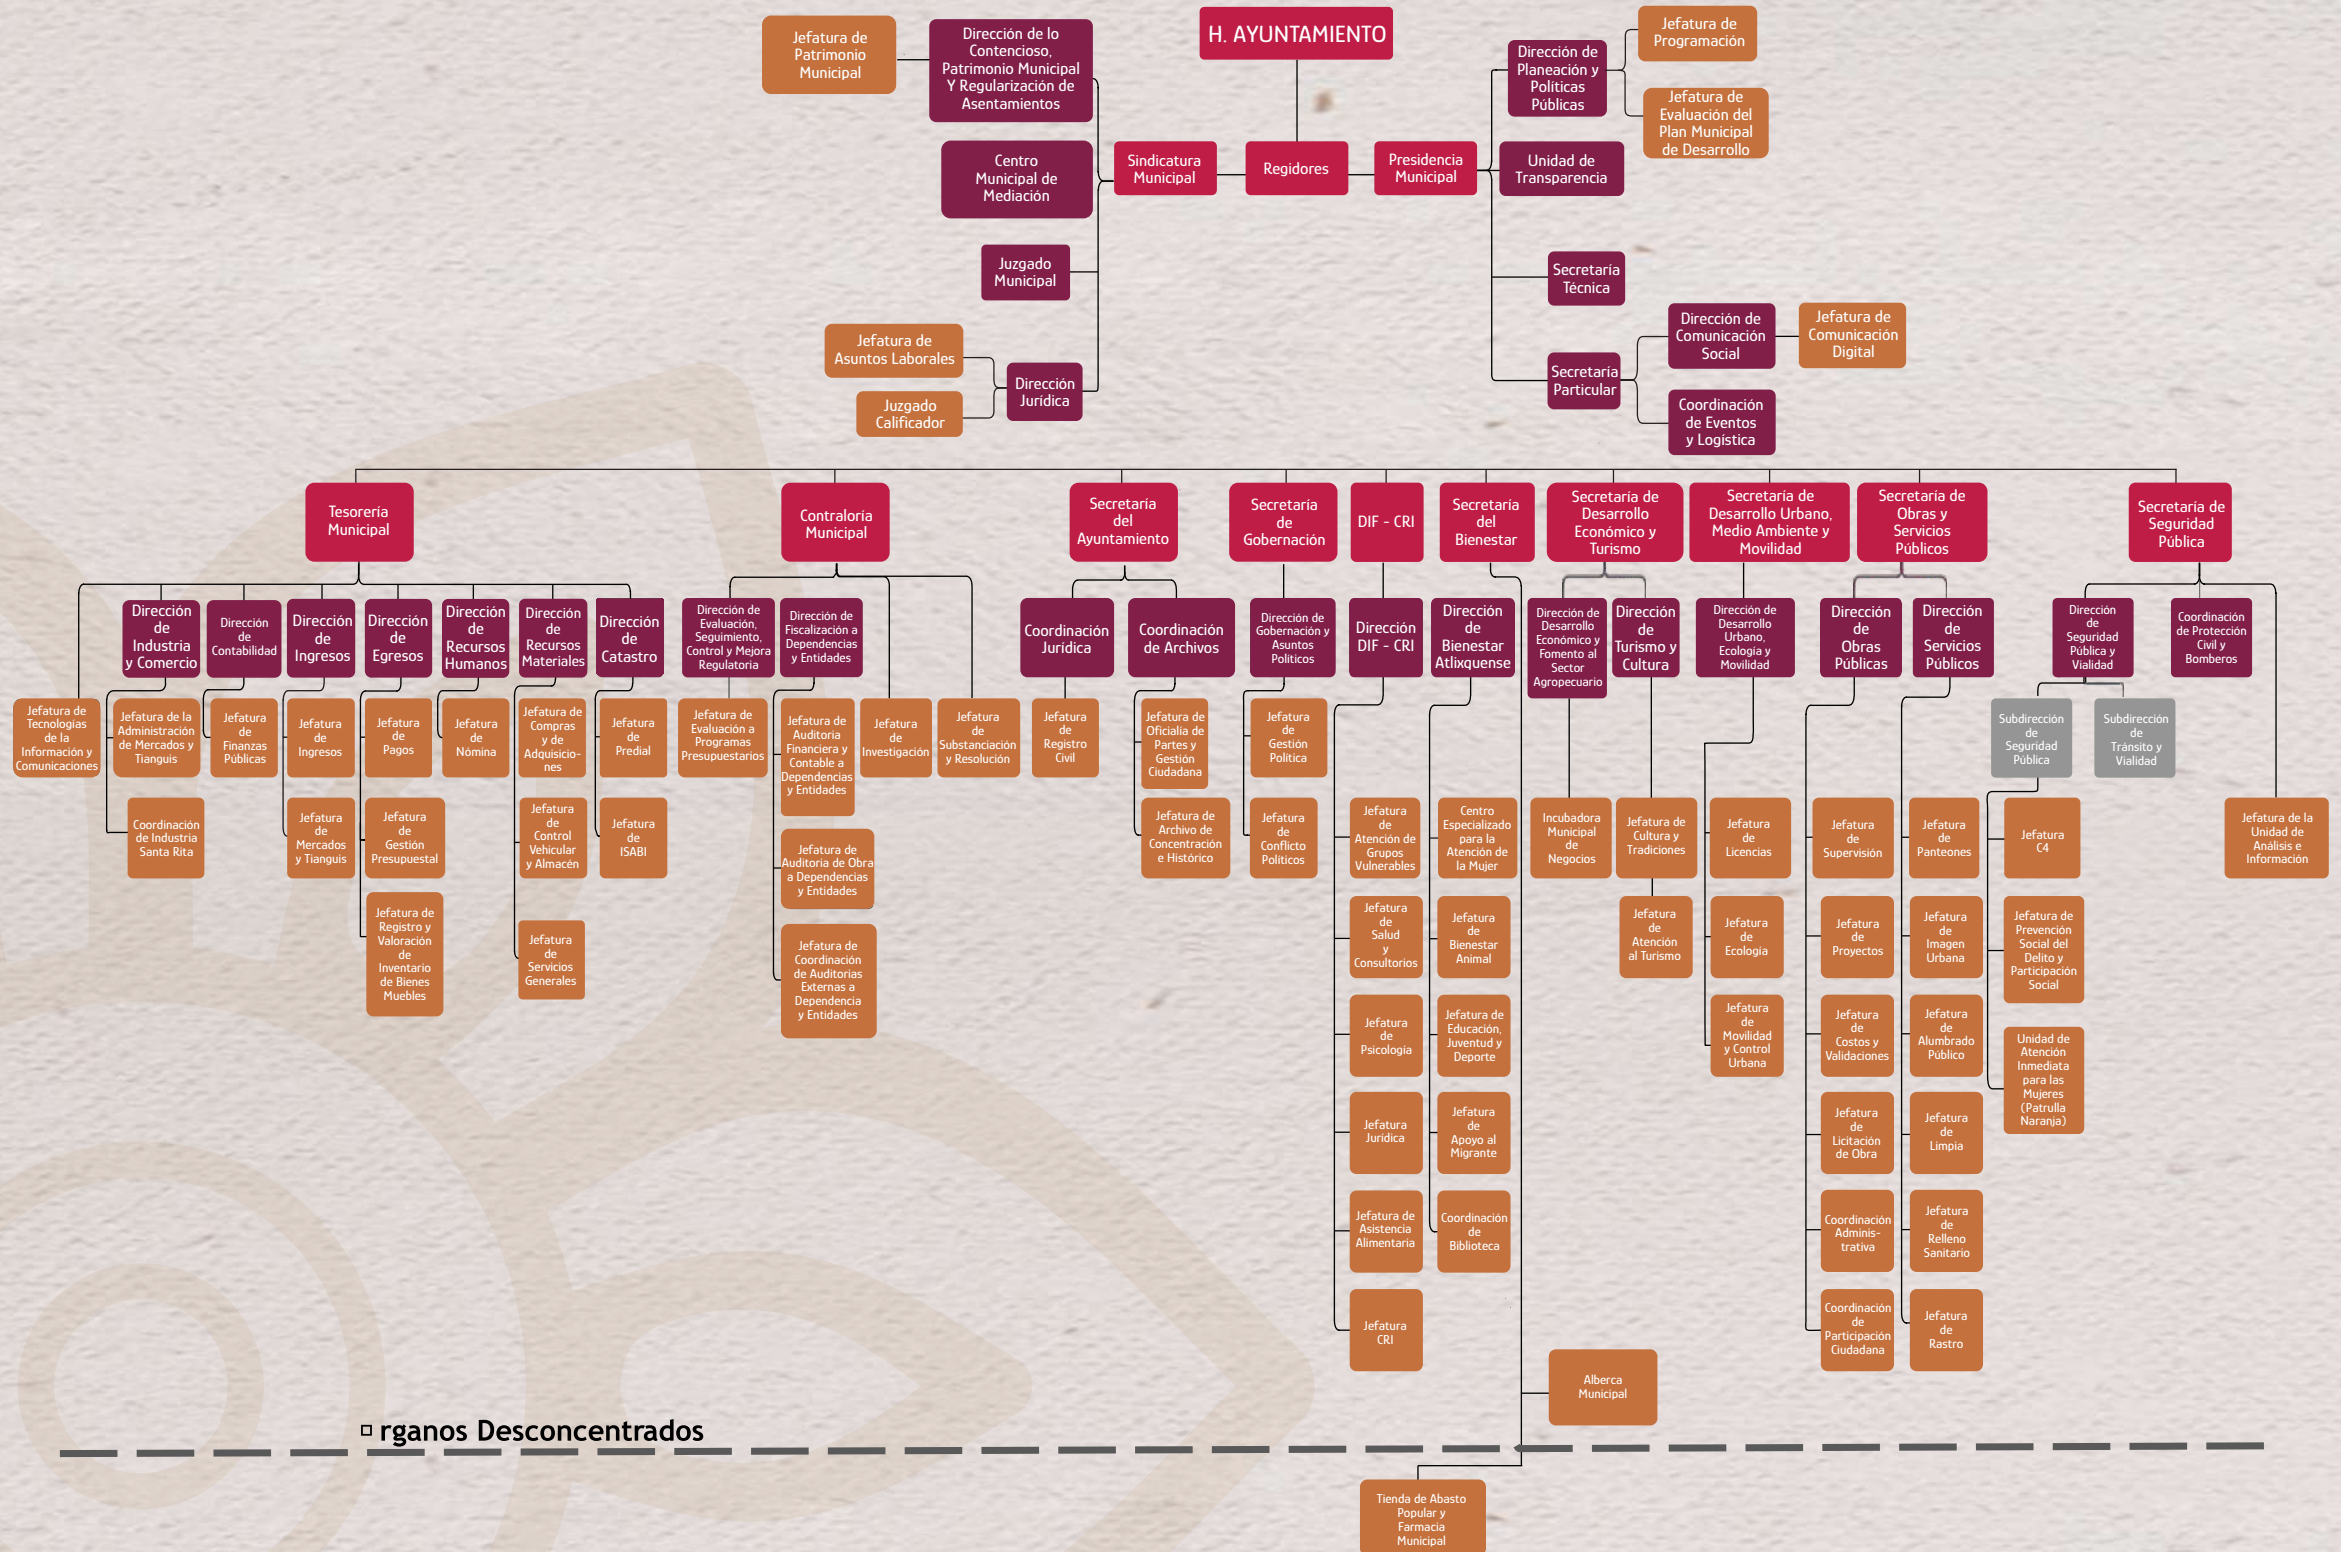 H. AYUNTAMIENTO
Jefatura de
Patrimonio
Municipal
Dirección de lo
Contencioso,
Patrimonio Municipal
Y Regularización de
Asentamientos
Centro
Municipal de
Mediación
Juzgado
Municipal
Jefatura de
Asuntos Laborales
Juzgado
Calificador
Dirección
Jurídica
Sindicatura
Municipal
Regidores
Presidencia
Municipal
Dirección de
Planeación y
Políticas
Públicas
Jefatura de
Programación
Jefatura de
Evaluación del
Plan Municipal
de Desarrollo
Unidad de
Transparencia
Secretaría
Técnica
Secretaría
Particular
Dirección de
Comunicación
Social
Jefatura de
Comunicación
Digital
Coordinación
de Eventos
y Logística
Tesorería
Municipal
Contraloría
Municipal
Secretaría
del
Ayuntamiento
Secretaría
de
Gobernación
DIF - CRI
Secretaría
del
Bienestar
Secretaría de
Desarrollo
Económico y
Turismo
Secretaría de
Desarrollo Urbano,
Medio Ambiente y
Movilidad
Secretaría de
Obras y
Servicios
Públicos
Secretaría de
Seguridad
Pública
Dirección
de
Industria
y Comercio
Dirección
de
Contabilidad
Dirección
de
Ingresos
Dirección
de
Egresos
Dirección
de
Recursos
Humanos
Dirección
de
Recursos
Materiales
Dirección
de
Catastro
Dirección de
Evaluación,
Seguimiento,
Control y Mejora
Regulatoria
Dirección de
Fiscalización a
Dependencias
y Entidades
Coordinación
Jurídica
Coordinación
de Archivos
Dirección de
Gobernación y
Asuntos
Políticos
Dirección
DIF - CRI
Dirección
de
Bienestar
Atlixquense
Dirección de
Desarrollo
Económico y
Fomento al
Sector
Agropecuario
Dirección
de
Turismo y
Cultura
Dirección de
Desarrollo
Urbano,
Ecología y
Movilidad
Dirección
de
Obras
Públicas
Dirección
de
Servicios
Públicos
Dirección
de
Seguridad
Pública y
Vialidad
Coordinación
de Protección
Civil y
Bomberos
Jefatura de
Tecnologías
de la
Información y
Comunicaciones
Jefatura de la
Administración
de Mercados y
Tianguis
Jefatura
de
Finanzas
Públicas
Jefatura
de
Ingresos
Jefatura
de
Pagos
Jefatura
de
Nómina
Jefatura de
Compras
y de
Adquisicio-
nes
Jefatura
de
Predial
Jefatura de
Evaluación a
Programas
Presupuestarios
Jefatura de
Auditoria
Financiera y
Contable a
Dependencias
y Entidades
Jefatura
de
Investigación
Jefatura
de
Substanciación
y Resolución
Jefatura
de
Registro
Civil
Jefatura de
Oficialía de
Partes y
Gestión
Ciudadana
Jefatura
de
Gestión
Política
Subdirección
de
Seguridad
Pública
Subdirección
de
Tránsito y
Vialidad
Coordinación
de Industria
Santa Rita
Jefatura
de
Mercados
y Tianguis
Jefatura
de
Gestión
Presupuestal
Jefatura
de
Control
Vehicular
y Almacén
Jefatura
de
ISABI
Jefatura de
Auditoria de Obra
a Dependencias
y Entidades
Jefatura de
Archivo de
Concentración
e Histórico
Jefatura
de
Conflicto
Políticos
Jefatura
de
Atención de
Grupos
Vulnerables
Centro
Especializado
para la
Atención de
la Mujer
Incubadora
Municipal
de
Negocios
Jefatura de
Cultura y
Tradiciones
Jefatura
de
Licencias
Jefatura
de
Supervisión
Jefatura
de
Panteones
Jefatura
C4
Jefatura de la
Unidad de
Análisis e
Información
Jefatura de
Registro y
Valoración
de
Inventario
de Bienes
Muebles
Jefatura
de
Servicios
Generales
Jefatura de
Coordinación
de Auditorias
Externas a
Dependencia
y Entidades
Jefatura
de
Salud
y
Consultorios
Jefatura
de
Bienestar
Animal
Jefatura
de
Atención
al Turismo
Jefatura
de
Ecología
Jefatura
de
Proyectos
Jefatura
de
Imagen
Urbana
Jefatura de
Prevención
Social del
Delito y
Participación
Social
Jefatura
de
Psicología
Jefatura de
Educación,
Juventud y
Deporte
Jefatura
de
Movilidad
y Control
Urbana
Jefatura
de
Costos y
Validaciones
Jefatura
de
Alumbrado
Público
Unidad de
Atención
Inmediata
para las
Mujeres
(Patrulla
Naranja)
Jefatura
Jurídica
Jefatura
de
Apoyo al
Migrante
Jefatura
de
Licitación
de Obra
Jefatura
de
Limpia
Jefatura de
Asistencia
Alimentaria
Coordinación
de
Biblioteca
Coordinación
Adminis-
trativa
Jefatura
de
Relleno
Sanitario
Jefatura
CRI
Coordinación
de
Participación
Ciudadana
Jefatura
de
Rastro
Alberca
Municipal
rganos Desconcentrados
Tienda de Abasto
Popular y
Farmacia
Municipal